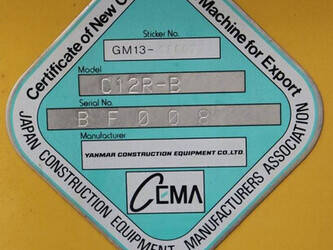 Certificate of New
Machine for Export
Sticker No.
GM13-
Model
C12R-B
Serial No.
BF008
Manufacturer
YANMAR CONSTRUCTION EQUIPMENT CO.,LTD.
CEMA
JAPAN CONSTRUCTION EQUIPMENT MANUFACTURERS ASSOCIATION